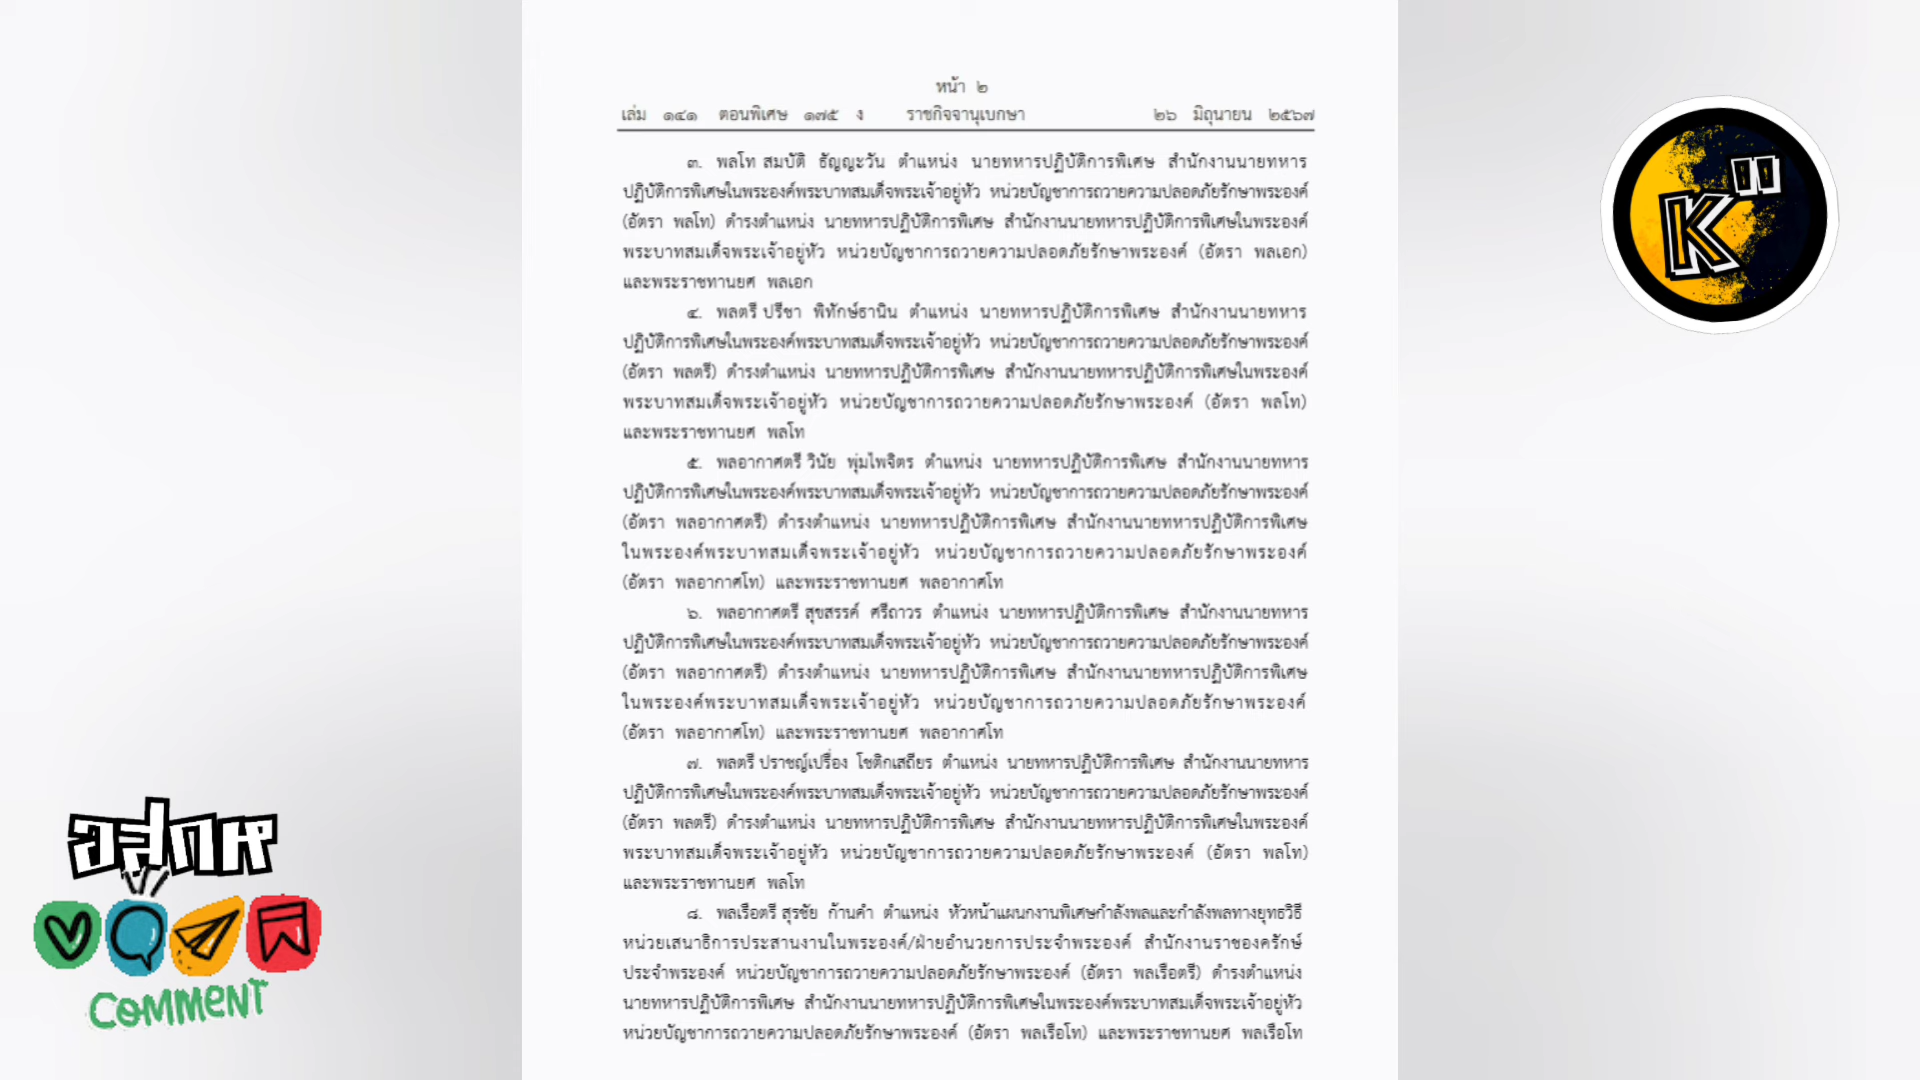 หน้า ๒
เล่ม ๑๔๑ ตอนพิเศษ ๑๗๕ ง ราชกิจจานุเบกษา ๒๖ มิถุนายน ๒๕๖๗
๓. พลโท สมบัติ ธัญญะวัน ตำแหน่ง นายทหารปฏิบัติการพิเศษ สำนักงานนายทหาร
ปฏิบัติการพิเศษในพระองค์พระบาทสมเด็จพระเจ้าอยู่หัว หน่วยบัญชาการถวายความปลอดภัยรักษาพระองค์
(อัตรา พลโท) ดำรงตำแหน่ง นายทหารปฏิบัติการพิเศษ สำนักงานนายทหารปฏิบัติการพิเศษในพระองค์
พระบาทสมเด็จพระเจ้าอยู่หัว หน่วยบัญชาการถวายความปลอดภัยรักษาพระองค์ (อัตรา พลเอก)
และพระราชทานยศ พลเอก
๔. พลตรี ปรีชา พิทักษ์ธานิน ตำแหน่ง นายทหารปฏิบัติการพิเศษ สำนักงานนายทหาร
ปฏิบัติการพิเศษในพระองค์พระบาทสมเด็จพระเจ้าอยู่หัว หน่วยบัญชาการถวายความปลอดภัยรักษาพระองค์
(อัตรา พลตรี) ดำรงตำแหน่ง นายทหารปฏิบัติการพิเศษ สำนักงานนายทหารปฏิบัติการพิเศษในพระองค์
พระบาทสมเด็จพระเจ้าอยู่หัว หน่วยบัญชาการถวายความปลอดภัยรักษาพระองค์ (อัตรา พลโท)
และพระราชทานยศ พลโท
๕. พลอากาศตรี วินัย พุ่มไพจิตร ตำแหน่ง นายทหารปฏิบัติการพิเศษ สำนักงานนายทหาร
ปฏิบัติการพิเศษในพระองค์พระบาทสมเด็จพระเจ้าอยู่หัว หน่วยบัญชาการถวายความปลอดภัยรักษาพระองค์
(อัตรา พลอากาศตรี) ดำรงตำแหน่ง นายทหารปฏิบัติการพิเศษ สำนักงานนายทหารปฏิบัติการพิเศษ
ในพระองค์พระบาทสมเด็จพระเจ้าอยู่หัว หน่วยบัญชาการถวายความปลอดภัยรักษาพระองค์
(อัตรา พลอากาศโท) และพระราชทานยศ พลอากาศโท
๖. พลอากาศตรี สุขสรรค์ ศรีถาวร ตำแหน่ง นายทหารปฏิบัติการพิเศษ สำนักงานนายทหาร
ปฏิบัติการพิเศษในพระองค์พระบาทสมเด็จพระเจ้าอยู่หัว หน่วยบัญชาการถวายความปลอดภัยรักษาพระองค์
(อัตรา พลอากาศตรี) ดำรงตำแหน่ง นายทหารปฏิบัติการพิเศษ สำนักงานนายทหารปฏิบัติการพิเศษ
ในพระองค์พระบาทสมเด็จพระเจ้าอยู่หัว หน่วยบัญชาการถวายความปลอดภัยรักษาพระองค์
(อัตรา พลอากาศโท) และพระราชทานยศ พลอากาศโท
๗. พลตรี ปราชญ์เปรื่อง โชติกเสถียร ตำแหน่ง นายทหารปฏิบัติการพิเศษ สำนักงานนายทหาร
ปฏิบัติการพิเศษในพระองค์พระบาทสมเด็จพระเจ้าอยู่หัว หน่วยบัญชาการถวายความปลอดภัยรักษาพระองค์
(อัตรา พลตรี) ดำรงตำแหน่ง นายทหารปฏิบัติการพิเศษ สำนักงานนายทหารปฏิบัติการพิเศษในพระองค์
พระบาทสมเด็จพระเจ้าอยู่หัว หน่วยบัญชาการถวายความปลอดภัยรักษาพระองค์ (อัตรา พลโท)
และพระราชทานยศ พลโท
๘. พลเรือตรี สุรชัย ก้านคำ ตำแหน่ง หัวหน้าแผนกงานพิเศษกำลังพลและกำลังพลทางยุทธวิธี
หน่วยเสนาธิการประสานงานในพระองค์/ฝ่ายอำนวยการประจำพระองค์ สำนักงานราชองครักษ์
ประจำพระองค์ หน่วยบัญชาการถวายความปลอดภัยรักษาพระองค์ (อัตรา พลเรือตรี) ดำรงตำแหน่ง
นายทหารปฏิบัติการพิเศษ สำนักงานนายทหารปฏิบัติการพิเศษในพระองค์พระบาทสมเด็จพระเจ้าอยู่หัว
หน่วยบัญชาการถวายความปลอดภัยรักษาพระองค์ (อัตรา พลเรือโท) และพระราชทานยศ พลเรือโท
K"
อสูกห
COMMENT